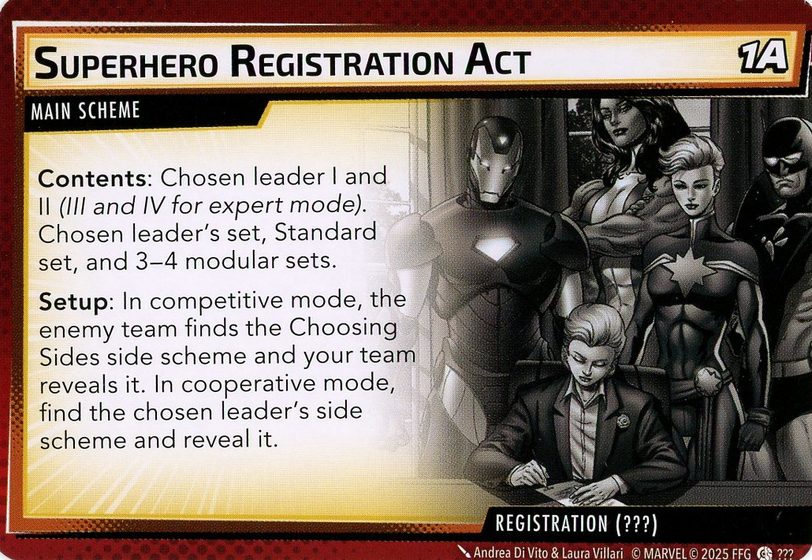 Superhero Registration Act
1A
MAIN SCHEME
Contents: Chosen leader I and
II (III and IV for expert mode).
Chosen leader's set, Standard
set, and 3–4 modular sets.
Setup: In competitive mode, the
enemy team finds the Choosing
Sides side scheme and your team
reveals it. In cooperative mode,
find the chosen leader's side
scheme and reveal it.
REGISTRATION (???)
Andrea Di Vito & Laura Villari © MARVEL © 2025 FFG ???